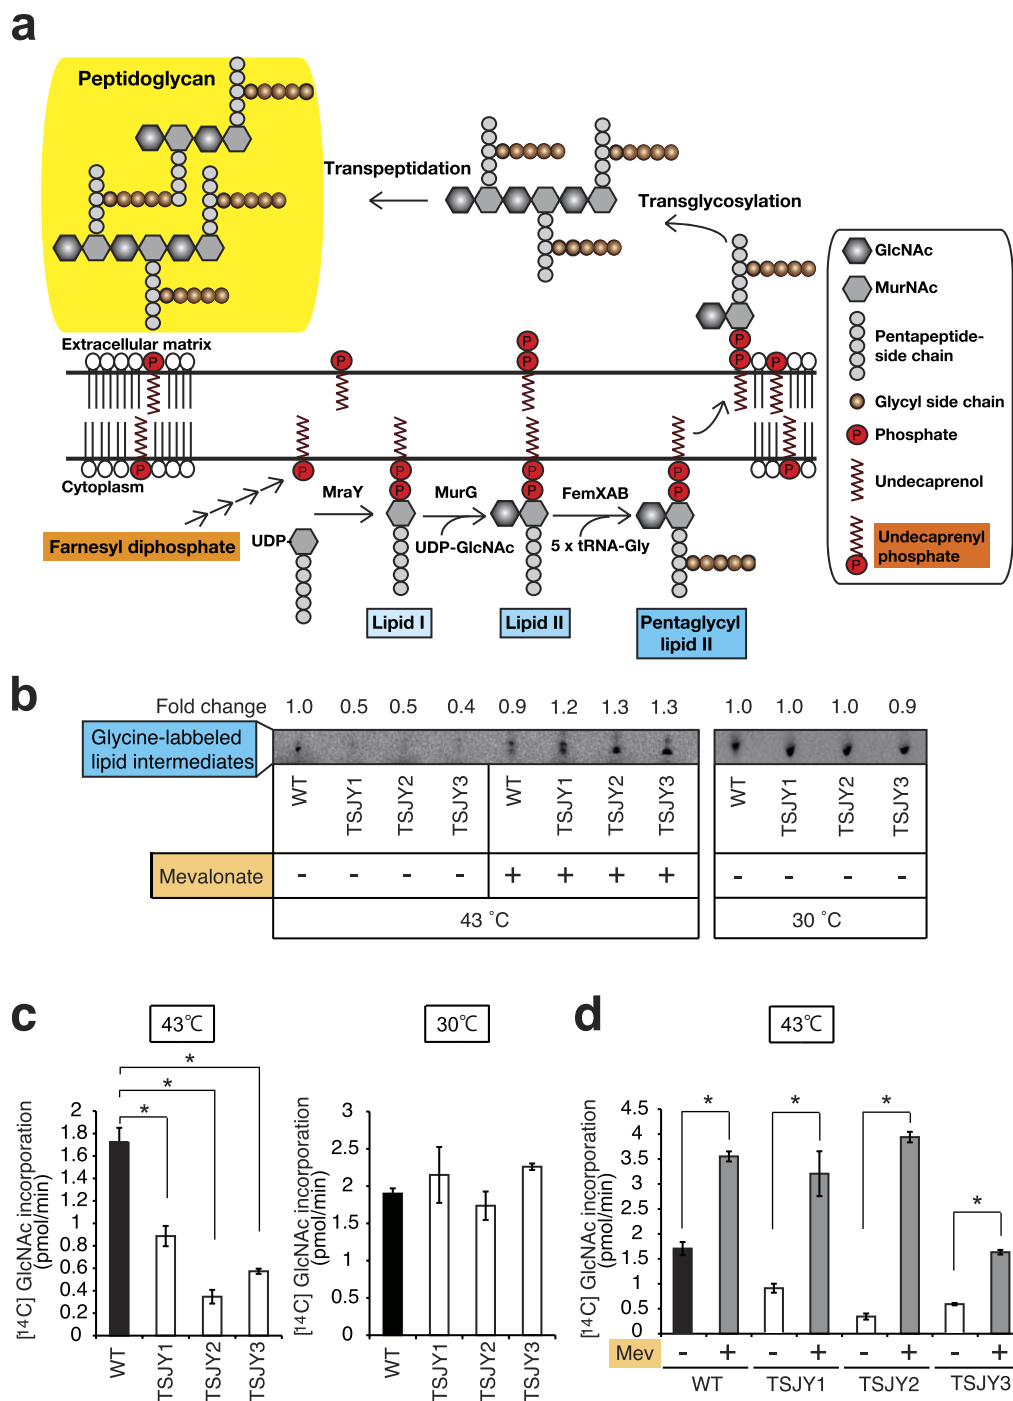 a
Peptidoglycan
Transpeptidation
Transglycosylation
GlcNAc
MurNAc
Pentapeptide-
side chain
Glycyl side chain
P Phosphate
Undecaprenol
Undecaprenyl
phosphate
P
Extracellular matrix
P P P P P P P
P P P P P P P P P
Cytoplasm
MraY MurG FemXAB
Farnesyl diphosphate
UDP-
UDP-GlcNAc
5 x tRNA-Gly
Lipid I
Lipid II
Pentaglycyl
lipid II
b
Fold change 1.0 0.5 0.5 0.4 0.9 1.2 1.3 1.3 1.0 1.0 1.0 0.9
Glycine-labbeled
lipid intermediates
WT TSJY1 TSJY2 TSJY3 WT TSJY1 TSJY2 TSJY3 WT TSJY1 TSJY2 TSJY3
Mevalonate - - - - + + + + - - - -
43 ˚C 30 ˚C
c
43℃
[14C] GlcNAc incorporation
(pmol/min)
2
1.8
1.6
1.4
1.2
1
0.8
0.6
0.4
0.2
0
* * *
WT TSJY1 TSJY2 TSJY3
30℃
[14C] GlcNAc incorporation
(pmol/min)
3
2.5
2
1.5
1
0.5
0
WT TSJY1 TSJY2 TSJY3
d
43℃
[14C] GlcNAc incorporation
(pmol/min)
4.5
4
3.5
3
2.5
2
1.5
1
0.5
0
* * * *
Mev - + - + - + - +
WT TSJY1 TSJY2 TSJY3